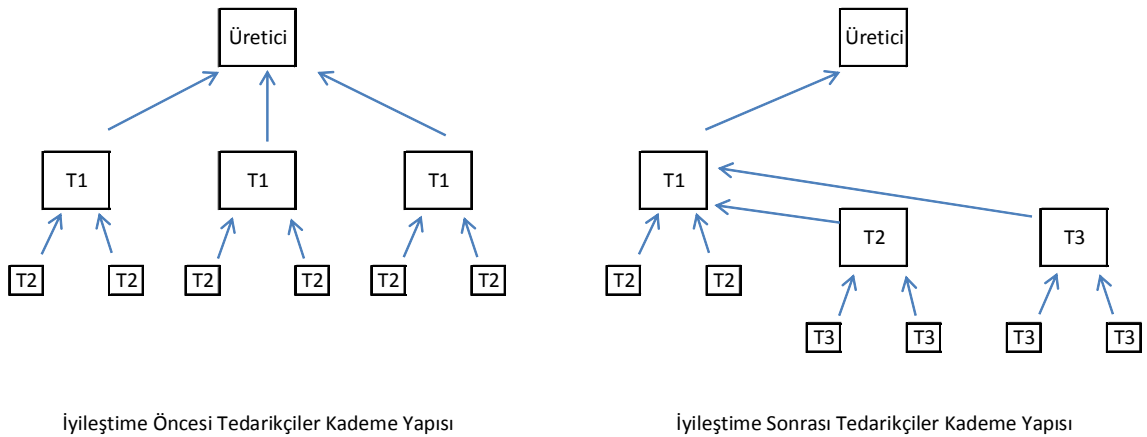 Üretici
T1
T1
T1
T2
T2
T2
T2
T2
T2
İyileştime Öncesi Tedarikçiler Kademe Yapısı
Üretici
T1
T2
T3
T2
T2
T3
T3
T3
T3
İyileştime Sonrası Tedarikçiler Kademe Yapısı